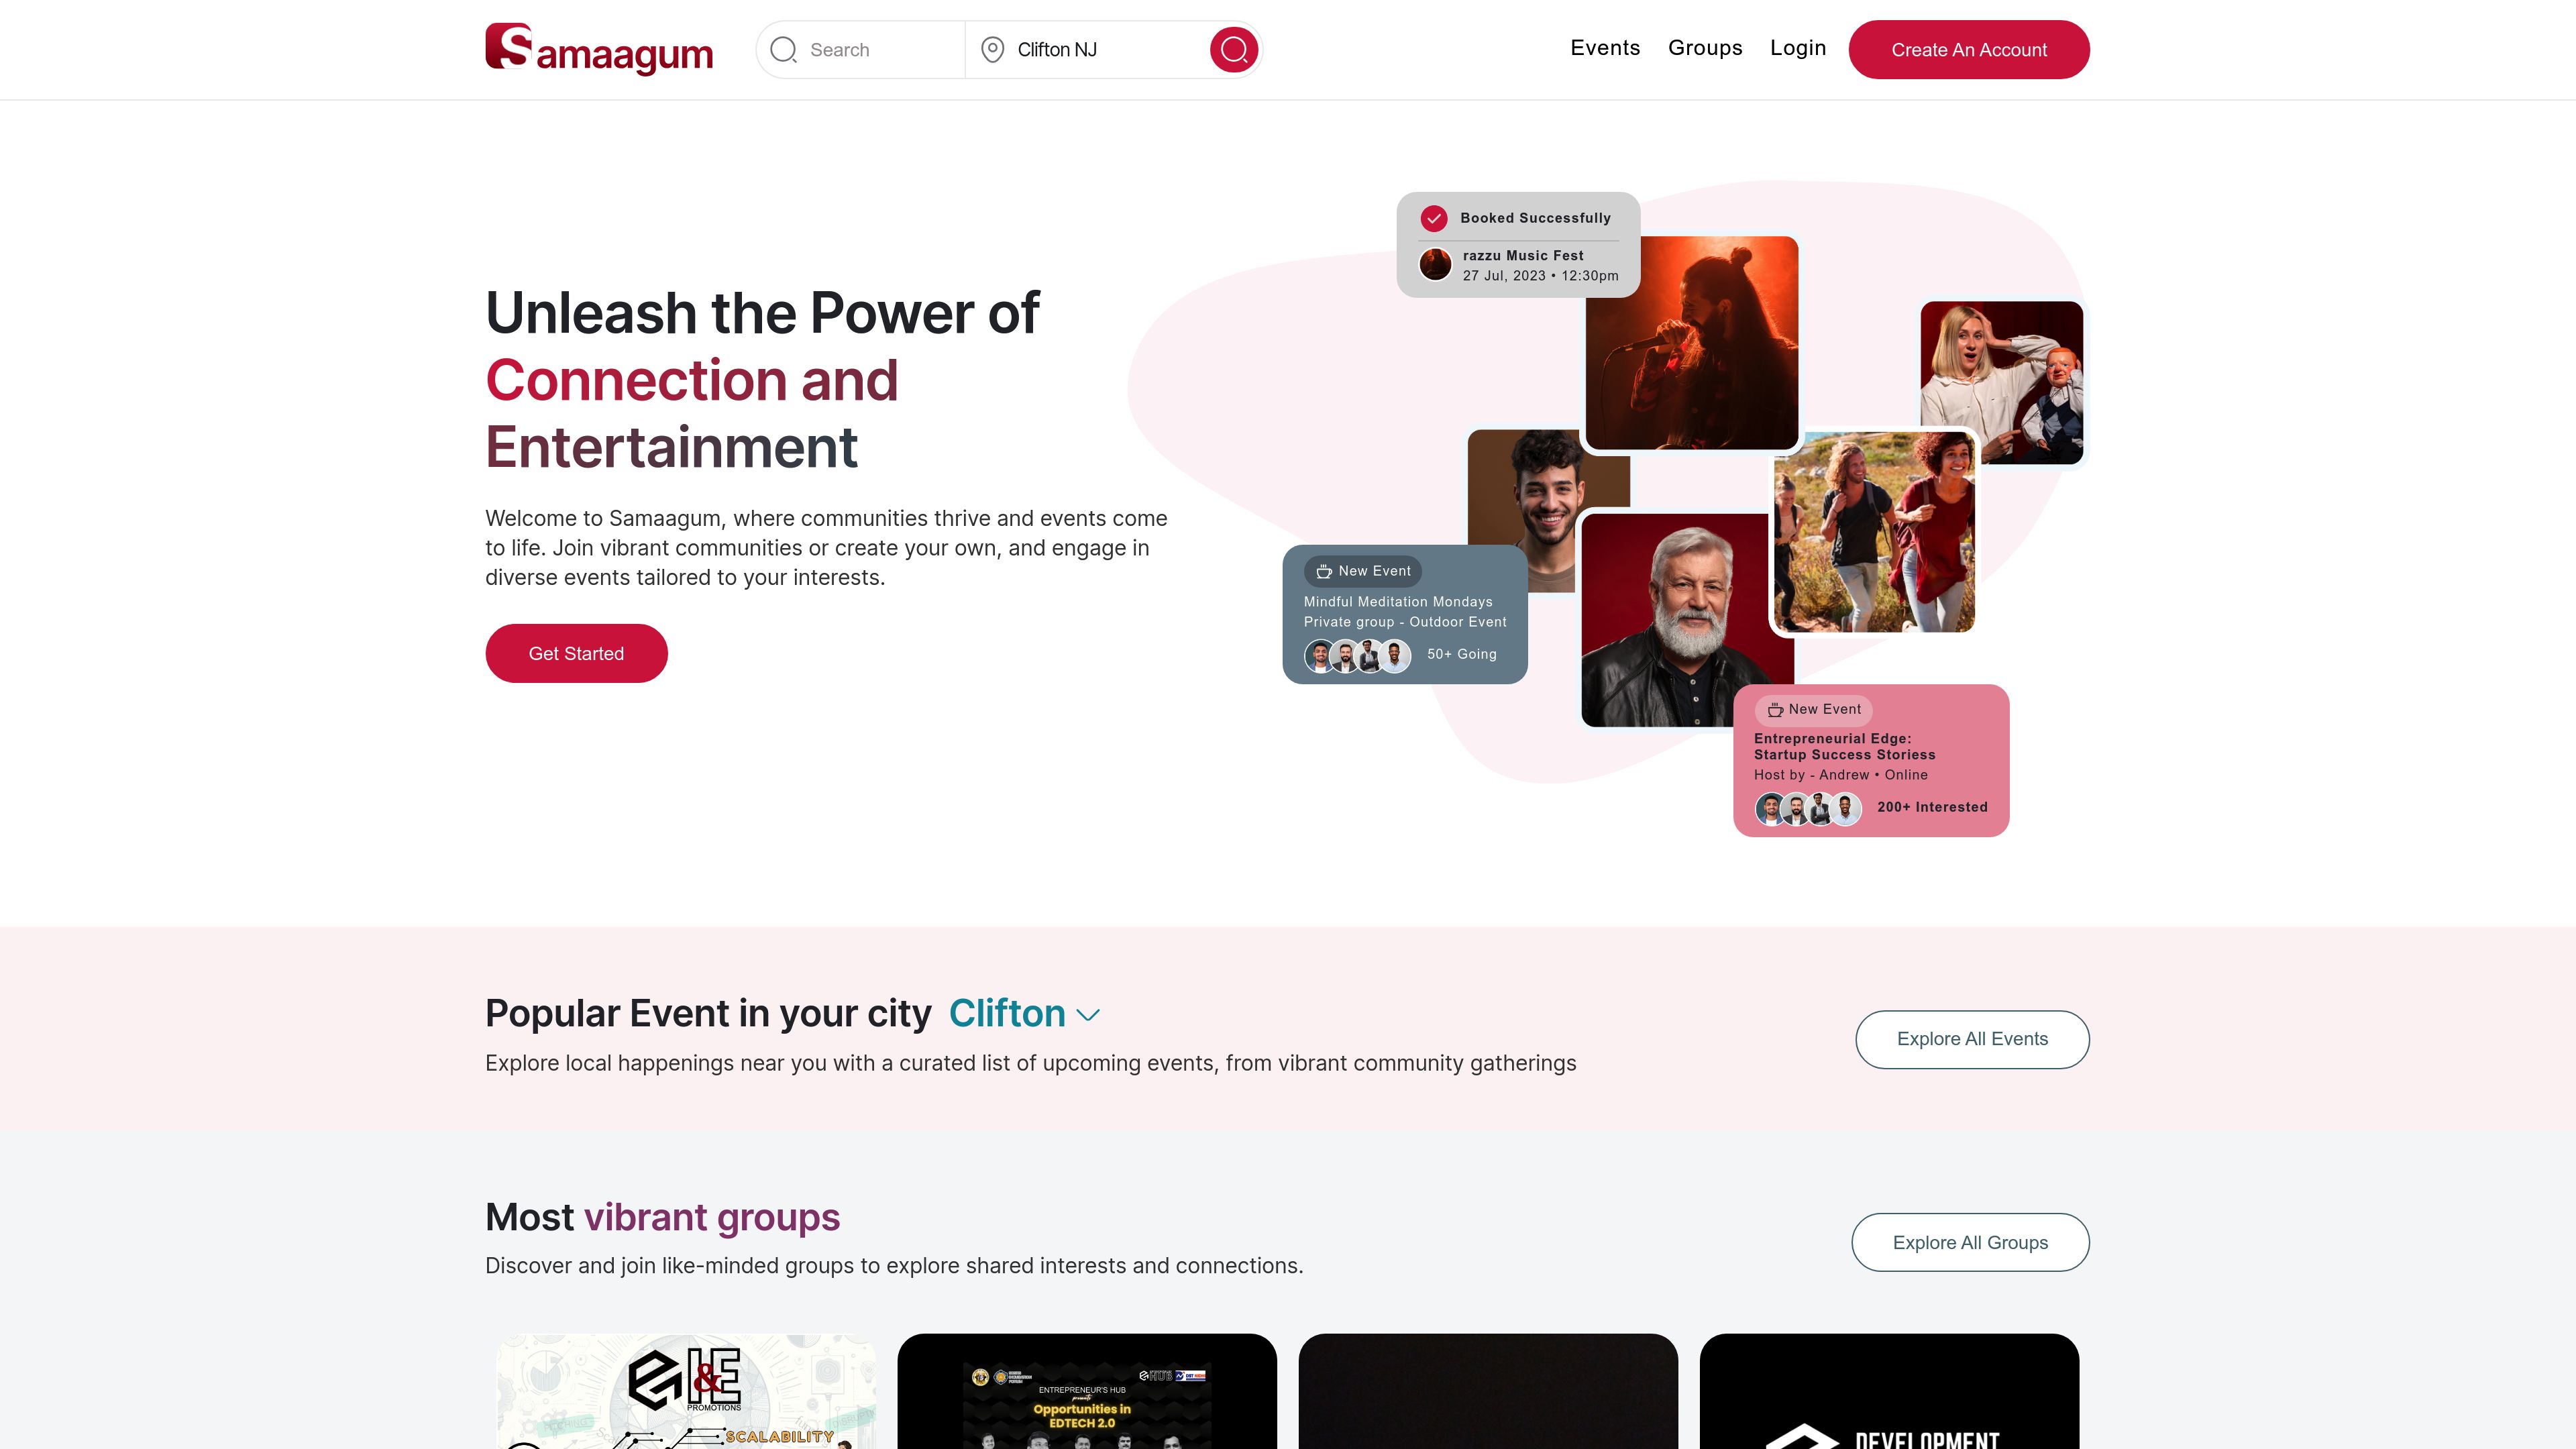 Samaagum
Search
Clifton NJ
Events
Groups
Login
Create An Account
Unleash the Power of
Connection and
Entertainment
Welcome to Samaagum, where communities thrive and events come
to life. Join vibrant communities or create your own, and engage in
diverse events tailored to your interests.
Get Started
Booked Successfully
razzu Music Fest
27 Jul, 2023 • 12:30pm
New Event
Mindful Meditation Mondays
Private group - Outdoor Event
50+ Going
New Event
Entrepreneurial Edge:
Startup Success Storiess
Host by - Andrew • Online
200+ Interested
Popular Event in your city Clifton
Explore local happenings near you with a curated list of upcoming events, from vibrant community gatherings
Explore All Events
Most vibrant groups
Discover and join like-minded groups to explore shared interests and connections.
Explore All Groups
I&E
PROMOTIONS
SCALABILITY
HUB
ENTREPRENEUR'S HUB
presents
Opportunities in
EDTECH 2.0
DEVELOPMENT